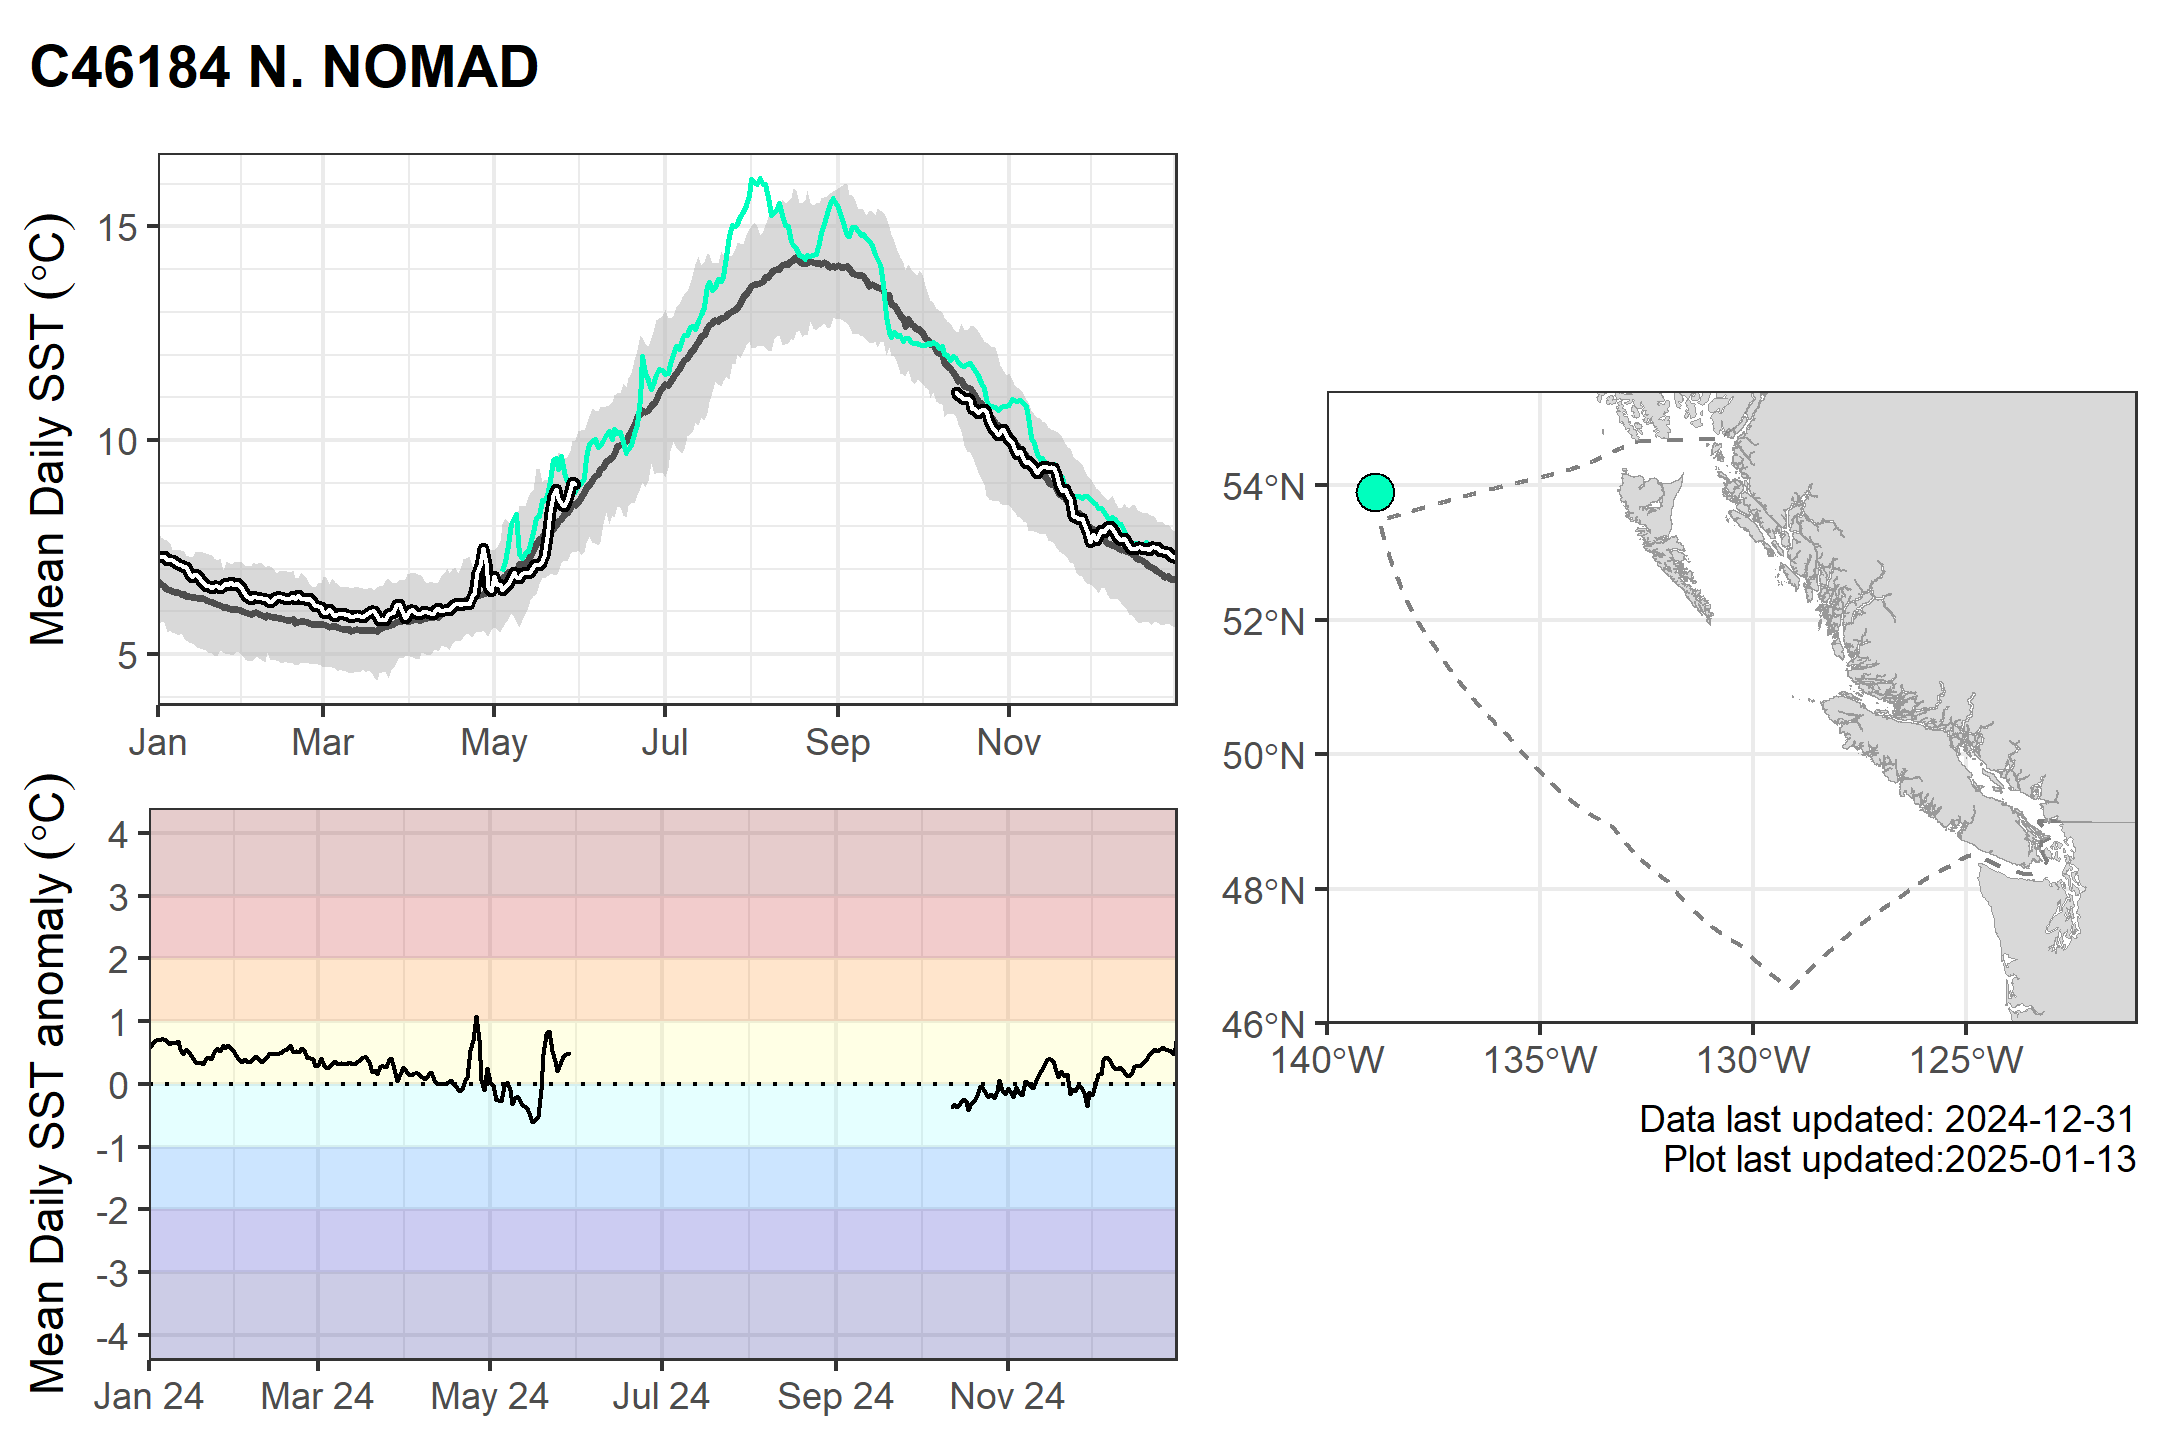 C46184 N. NOMAD
Mean Daily SST (°C)
15
10
5
Jan Mar May Jul Sep Nov
Mean Daily SST anomaly (°C)
4
3
2
1
0
-1
-2
-3
-4
Jan 24 Mar 24 May 24 Jul 24 Sep 24 Nov 24
54°N
52°N
50°N
48°N
46°N
140°W 135°W 130°W 125°W
Data last updated: 2024-12-31
Plot last updated:2025-01-13